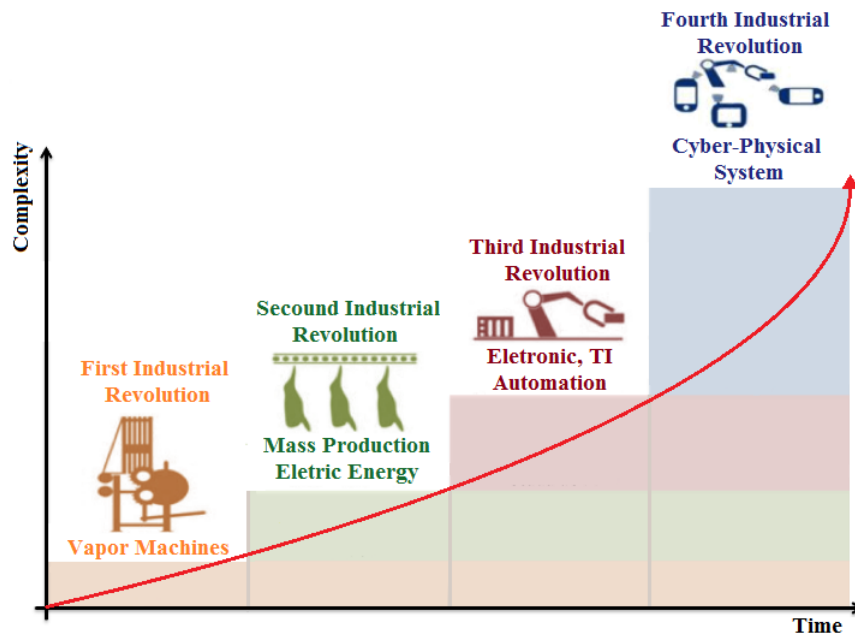 Fourth Industrial
Revolution
Cyber-Physical
System
Complexity
Third Industrial
Revolution
Eletronic, TI
Automation
Secound Industrial
Revolution
Mass Production
Eletric Energy
First Industrial
Revolution
Vapor Machines
Time